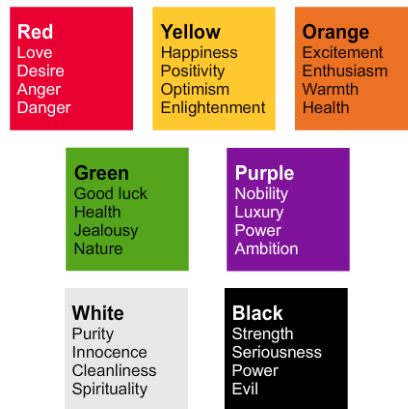 Red
Love
Desire
Anger
Danger
Yellow
Happiness
Positivity
Optimism
Enlightenment
Orange
Excitement
Enthusiasm
Warmth
Health
Green
Good luck
Health
Jealousy
Nature
Purple
Nobility
Luxury
Power
Ambition
White
Purity
Innocence
Cleanliness
Spirituality
Black
Strength
Seriousness
Power
Evil